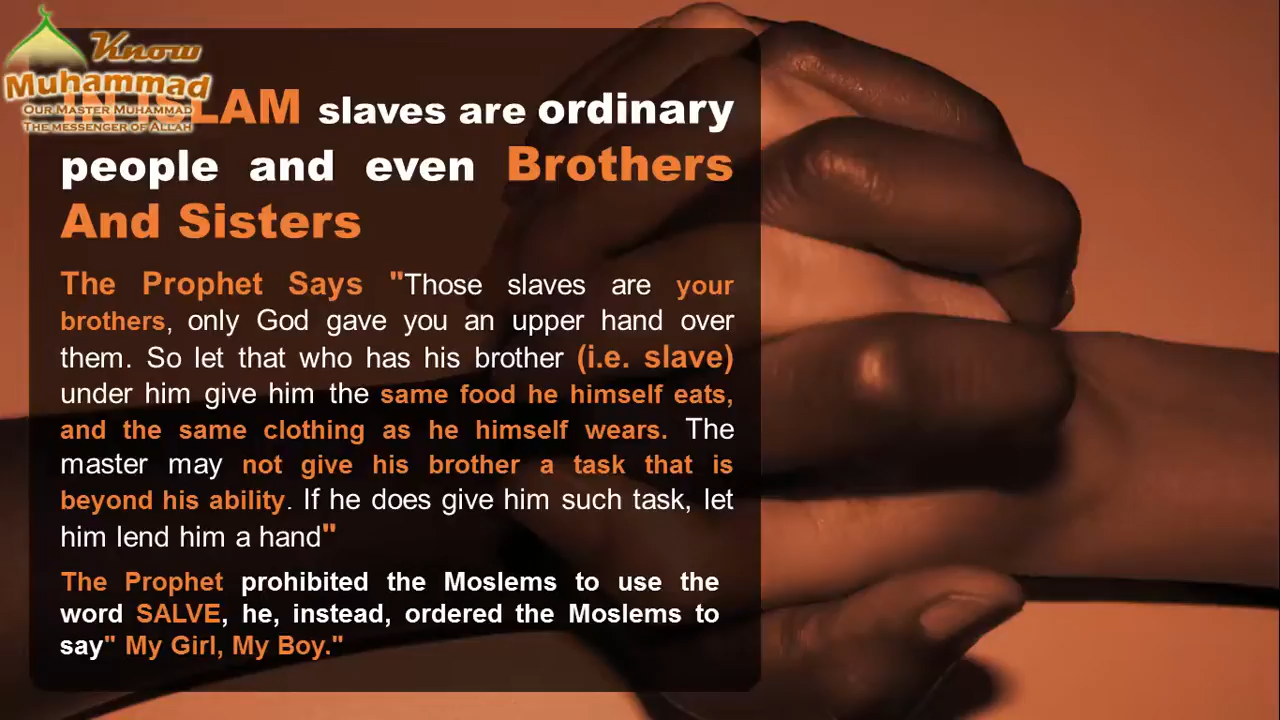 Know
Muhammad
OUR MASTER MUHAMMAD
THE MESSENGER OF ALLAH
IN ISLAM slaves are ordinary
people and even Brothers
And Sisters
The Prophet Says "Those slaves are your
brothers, only God gave you an upper hand over
them. So let that who has his brother (i.e. slave)
under him give him the same food he himself eats,
and the same clothing as he himself wears. The
master may not give his brother a task that is
beyond his ability. If he does give him such task, let
him lend him a hand"
The Prophet prohibited the Moslems to use the
word SALVE, he, instead, ordered the Moslems to
say" My Girl, My Boy."